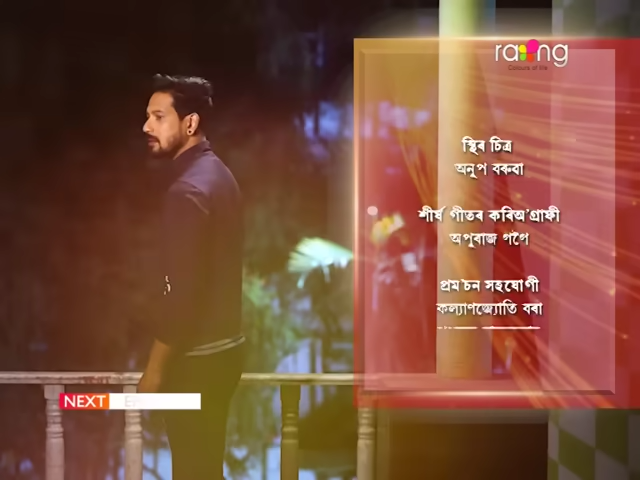 rang
Colours of life
স্থিৰ চিত্ৰ
অনুপ বৰুৱা
শীৰ্ষ গীতৰ কৰিঅ'গ্ৰাফী
অপুৰাজ গগৈ
প্ৰম'চন সহযোগী
কল্যাণজ্যোতি বৰা
NEXT